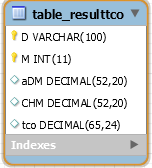 table_resulttco
D VARCHAR(100)
M INT(11)
aDM DECIMAL(52,20)
CHM DECIMAL(52,20)
tco DECIMAL(65,24)
Indexes